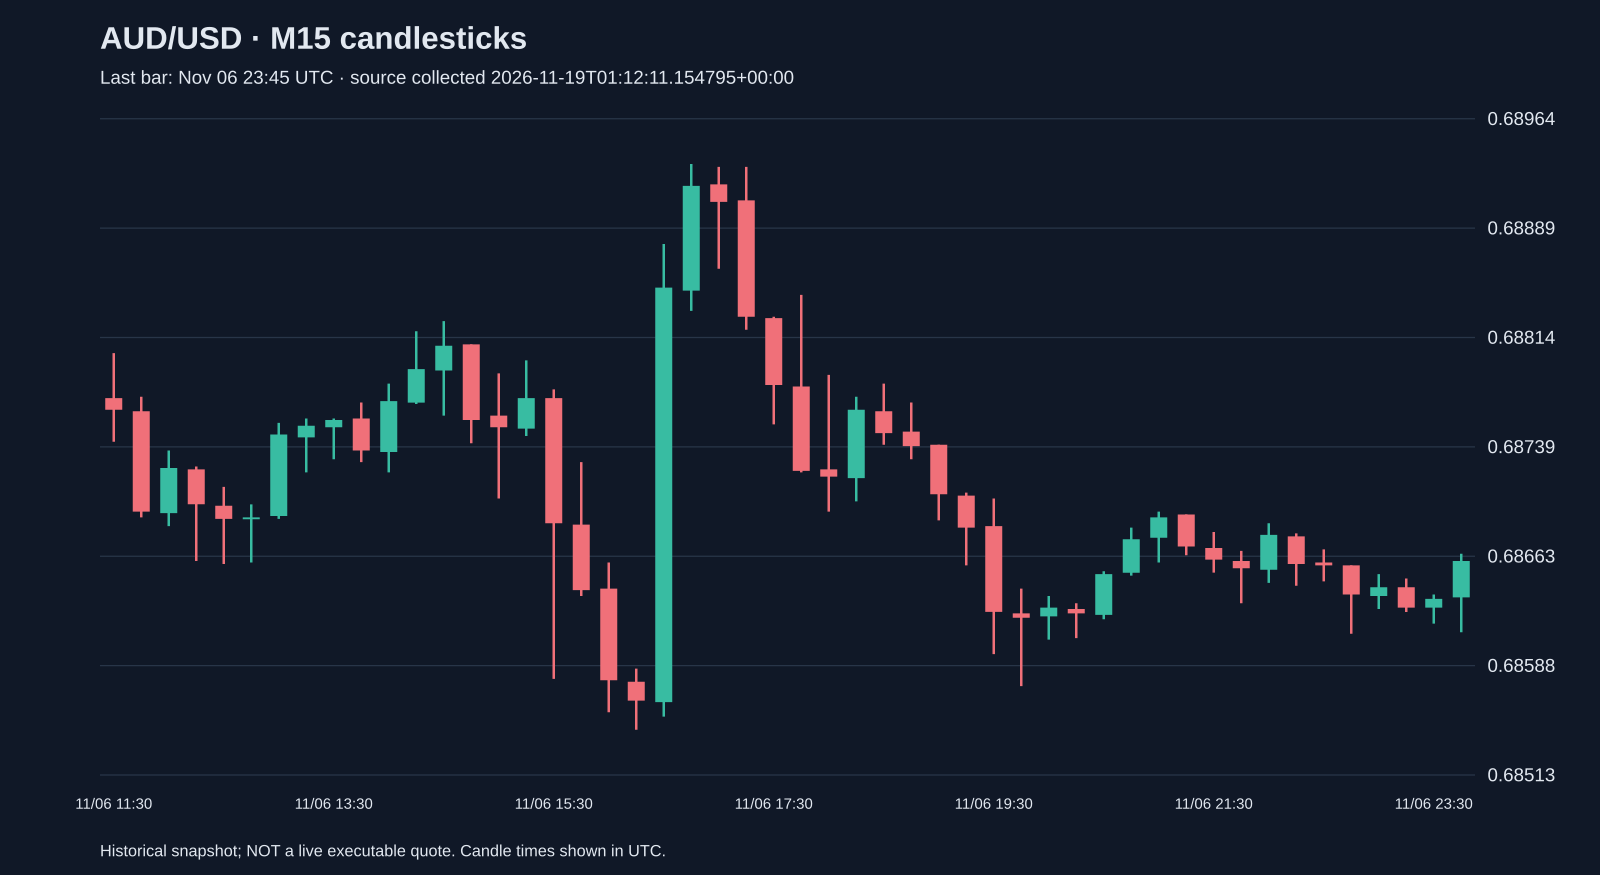 AUD/USD · M15 candlesticks
Last bar: Nov 06 23:45 UTC · source collected 2026-11-19T01:12:11.154795+00:00
0.68964
0.68889
0.68814
0.68739
0.68663
0.68588
0.68513
11/06 11:30 11/06 13:30 11/06 15:30 11/06 17:30 11/06 19:30 11/06 21:30 11/06 23:30
Historical snapshot; NOT a live executable quote. Candle times shown in UTC.